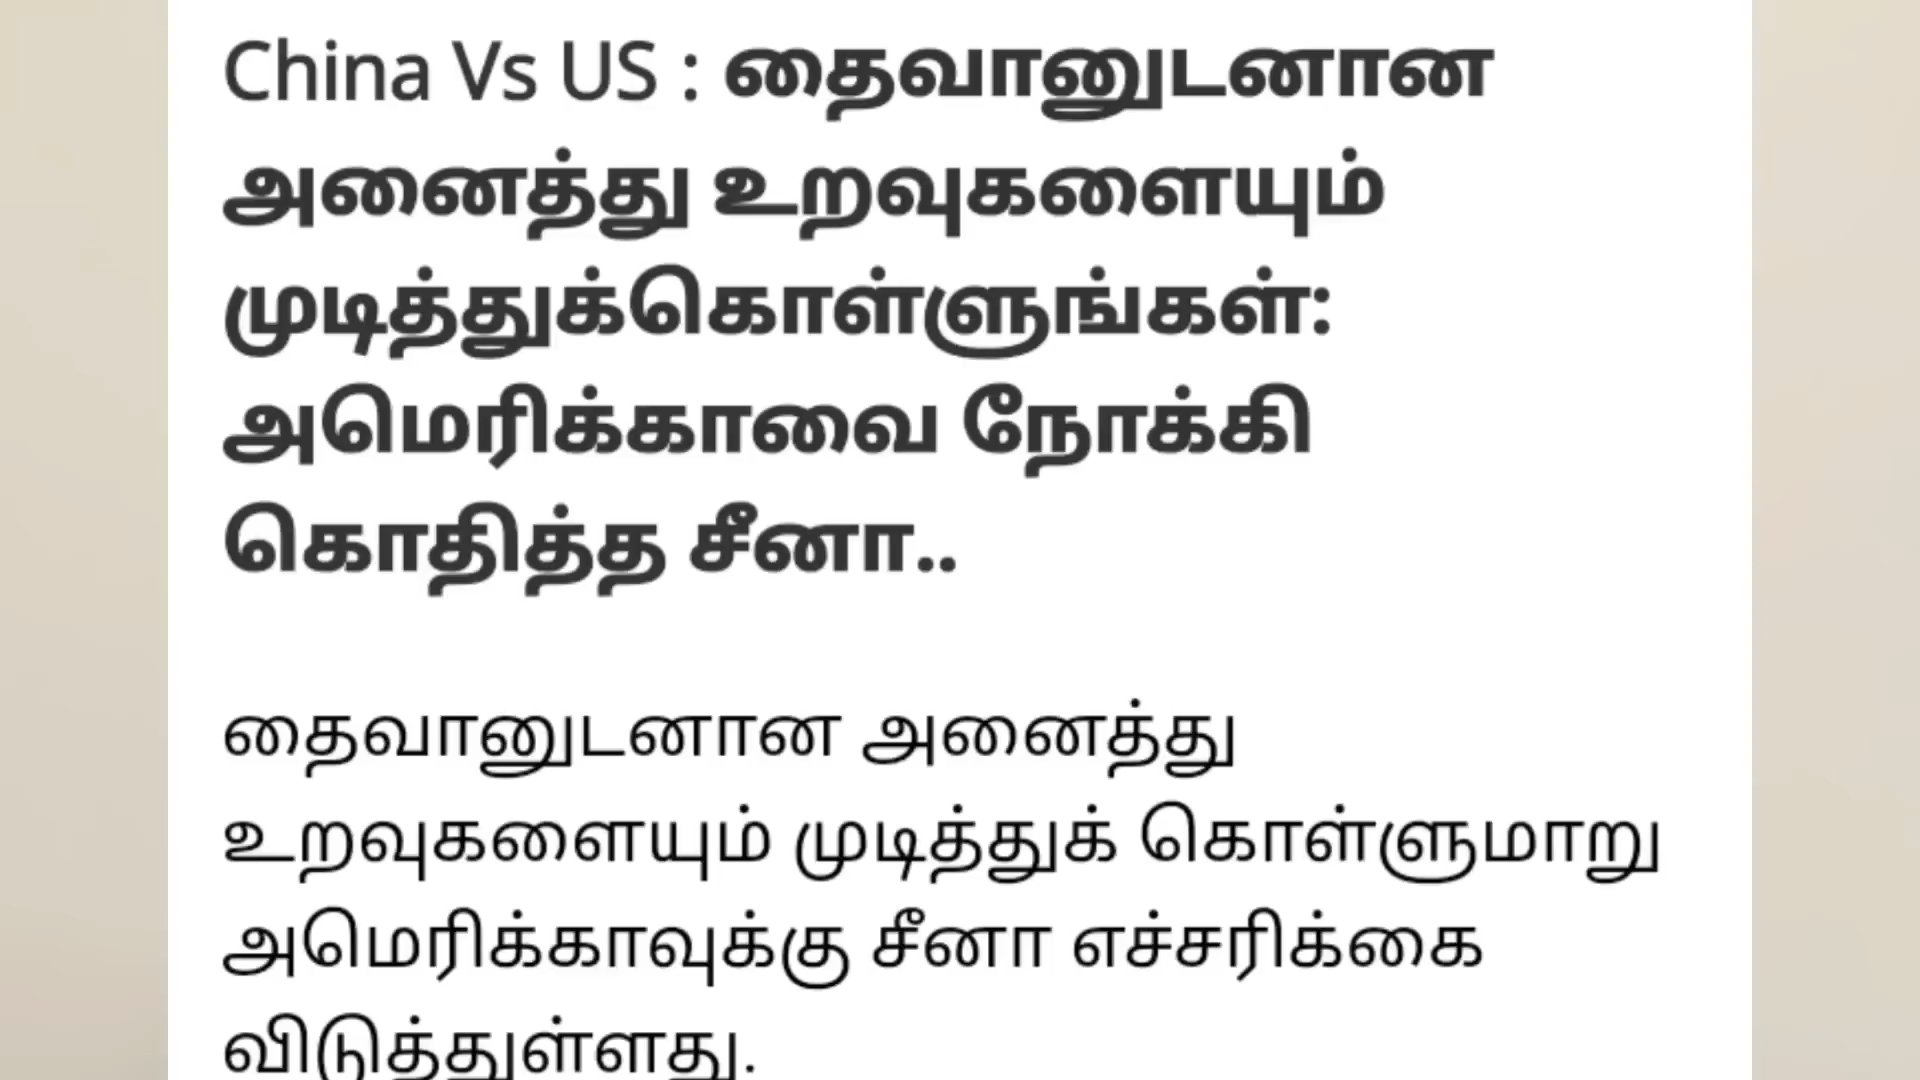 China Vs US : தைவானுடனான
அனைத்து உறவுகளையும்
முடித்துக்கொள்ளுங்கள்:
அமெரிக்காவை நோக்கி
கொதித்த சீனா..
தைவானுடனான அனைத்து
உறவுகளையும் முடித்துக் கொள்ளுமாறு
அமெரிக்காவுக்கு சீனா எச்சரிக்கை
விடுத்துள்ளது.